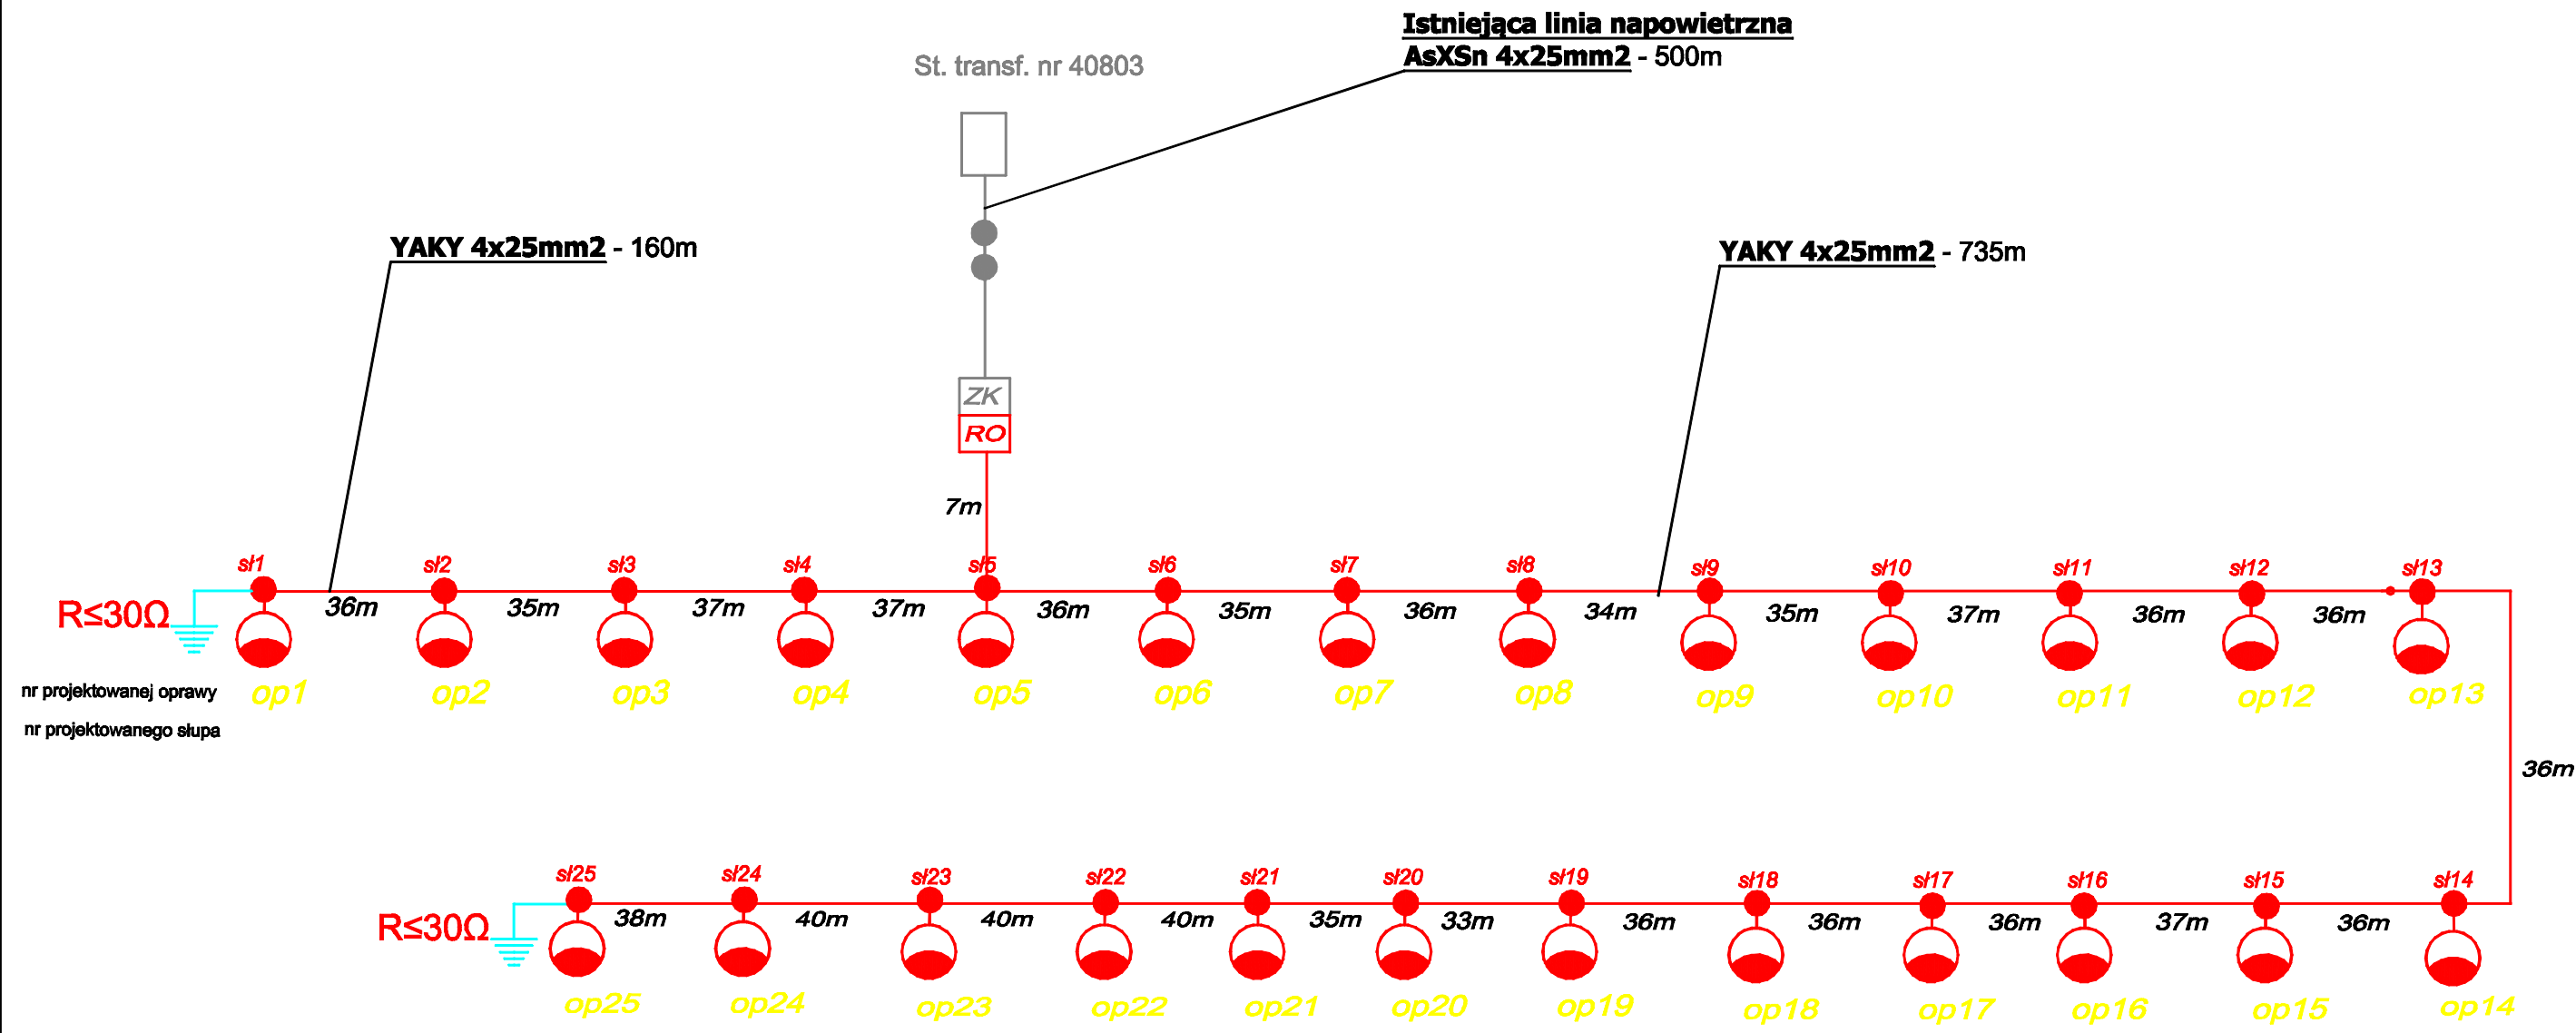 Istniejąca linia napowietrzna
AsXSn 4x25mm2 - 500m
St. transf. nr 40803
YAKY 4x25mm2 - 160m
YAKY 4x25mm2 - 735m
ZK
RO
7m
sł1 sł2 sł3 sł4 sł5 sł6 sł7 sł8 sł9 sł10 sł11 sł12 sł13
R≤30Ω
36m 35m 37m 37m 36m 35m 36m 34m 35m 37m 36m 36m
nr projektowanej oprawy
op1 op2 op3 op4 op5 op6 op7 op8 op9 op10 op11 op12 op13
nr projektowanego słupa
36m
sł25 sł24 sł23 sł22 sł21 sł20 sł19 sł18 sł17 sł16 sł15 sł14
R≤30Ω
38m 40m 40m 40m 35m 33m 36m 36m 36m 37m 36m
op25 op24 op23 op22 op21 op20 op19 op18 op17 op16 op15 op14